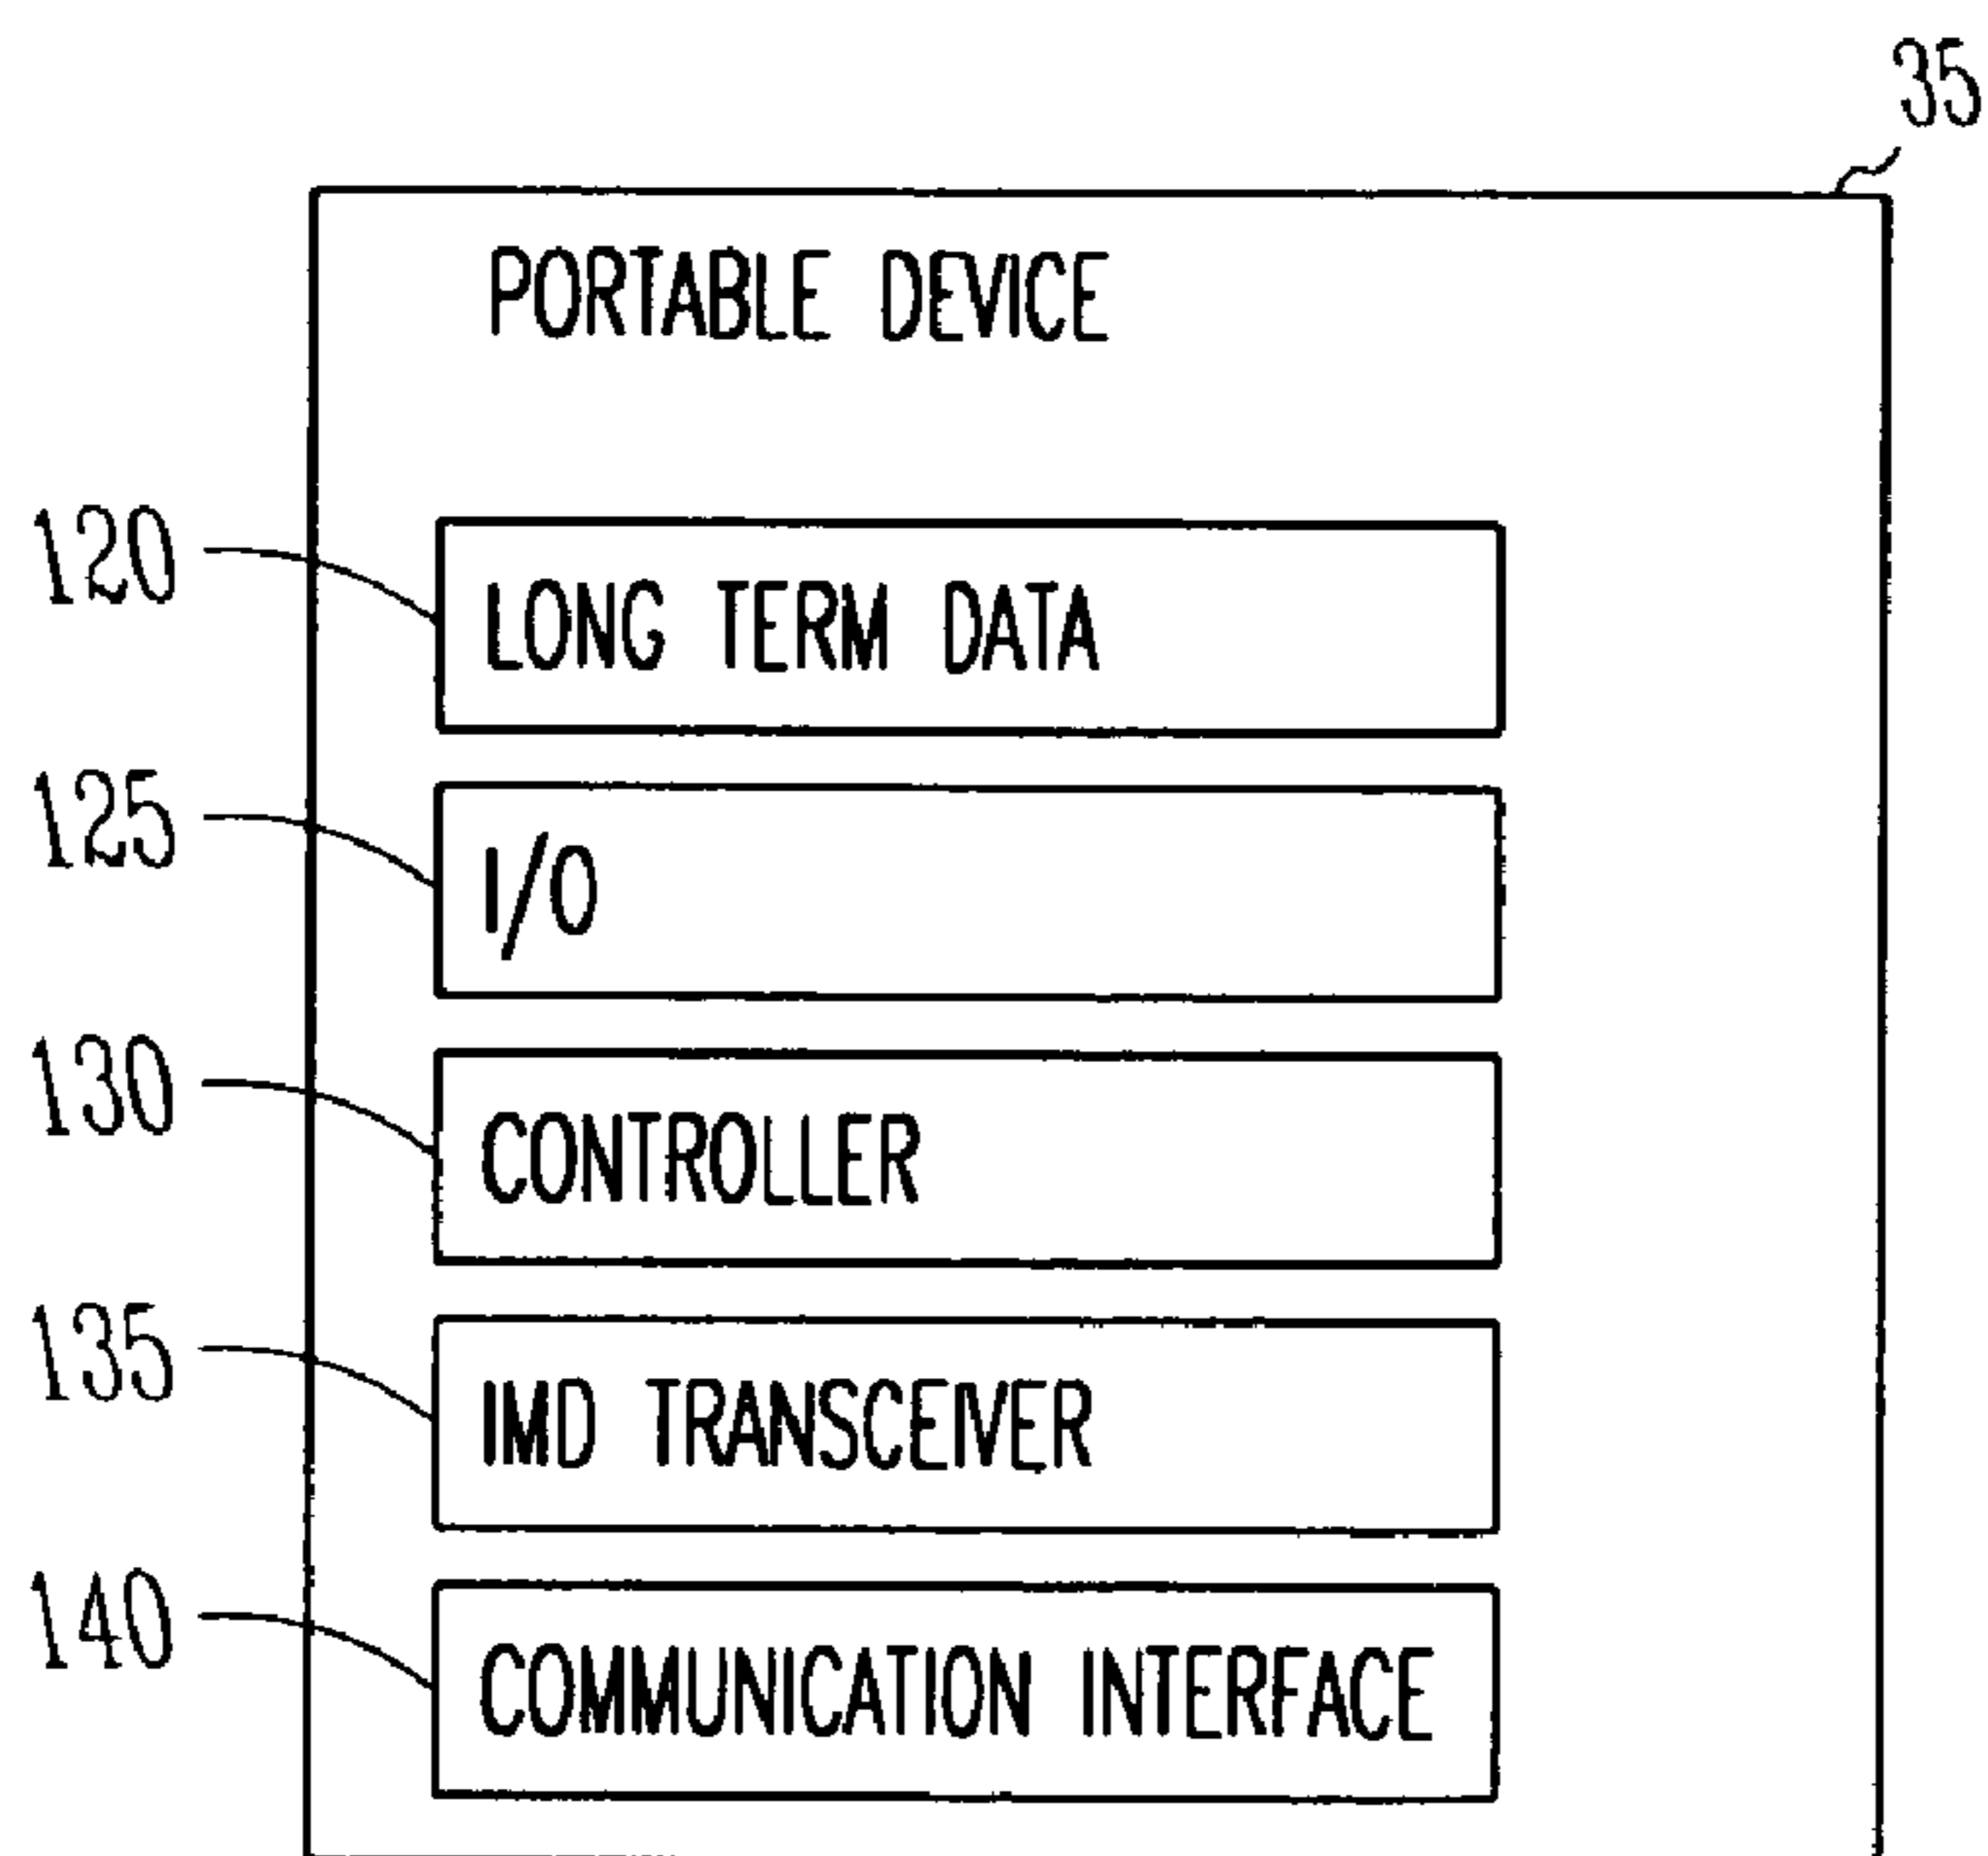 35
PORTABLE DEVICE
120
LONG TERM DATA
125
I/O
130
CONTROLLER
135
IMD TRANSCEIVER
140
COMMUNICATION INTERFACE